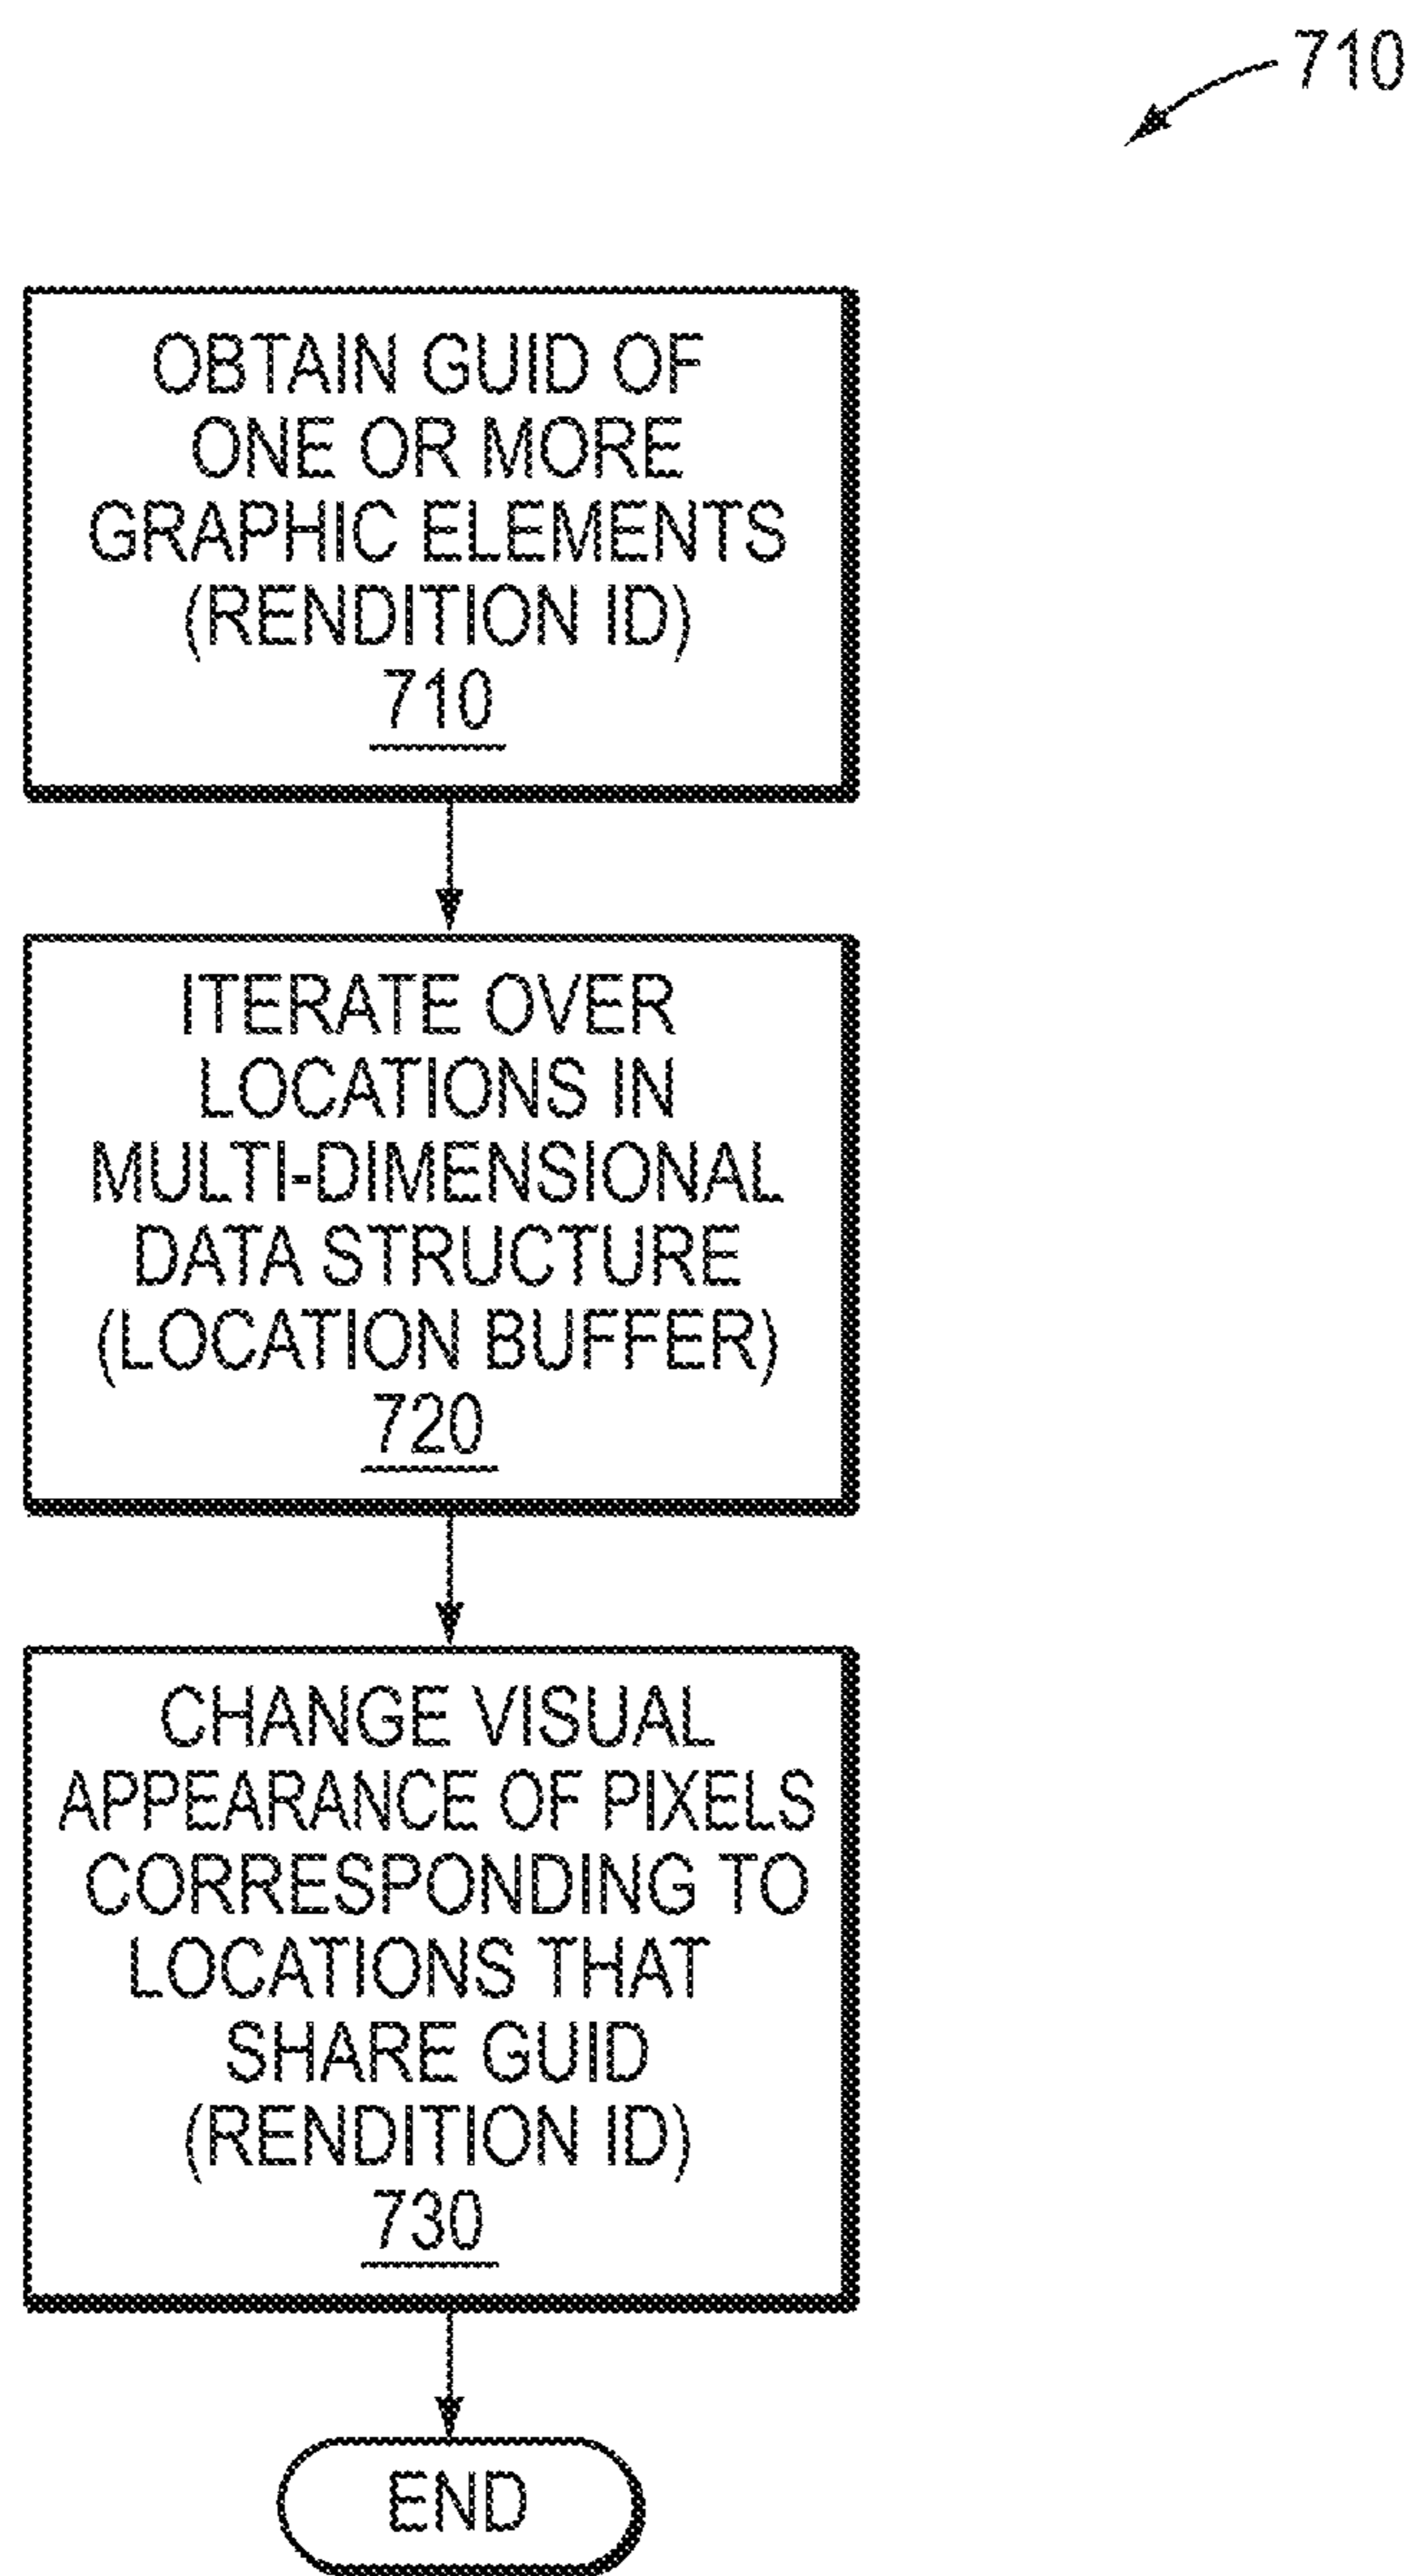 710
OBTAIN GUID OF
ONE OR MORE
GRAPHIC ELEMENTS
(RENDITION ID)
710
ITERATE OVER
LOCATIONS IN
MULTI-DIMENSIONAL
DATA STRUCTURE
(LOCATION BUFFER)
720
CHANGE VISUAL
APPEARANCE OF PIXELS
CORRESPONDING TO
LOCATIONS THAT
SHARE GUID
(RENDITION ID)
730
END